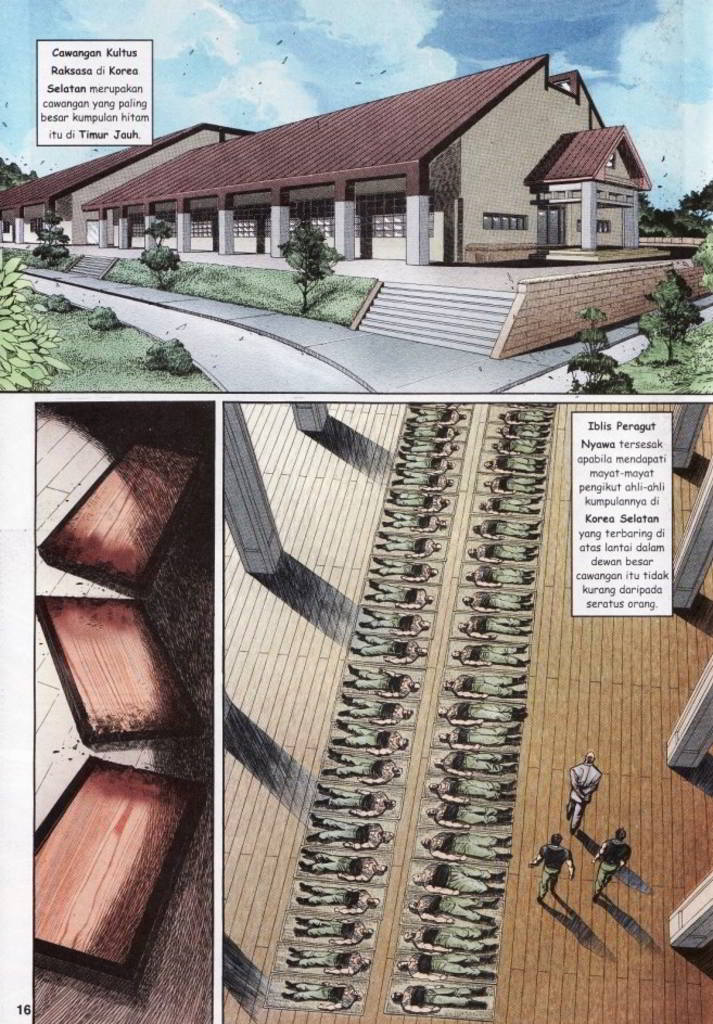 Cawangan Kultus
Raksasa di Korea
Selatan merupakan
cawangan yang paling
besar kumpulan hitam
itu di Timur Jauh.
Iblis Peragut
Nyawa tersesak
apabila mendapati
mayat-mayat
pengikut ahli-ahli
kumpulannya di
Korea Selatan
yang terbaring di
atas lantai dalam
dewan besar
cawangan itu tidak
kurang daripada
seratus orang.
16